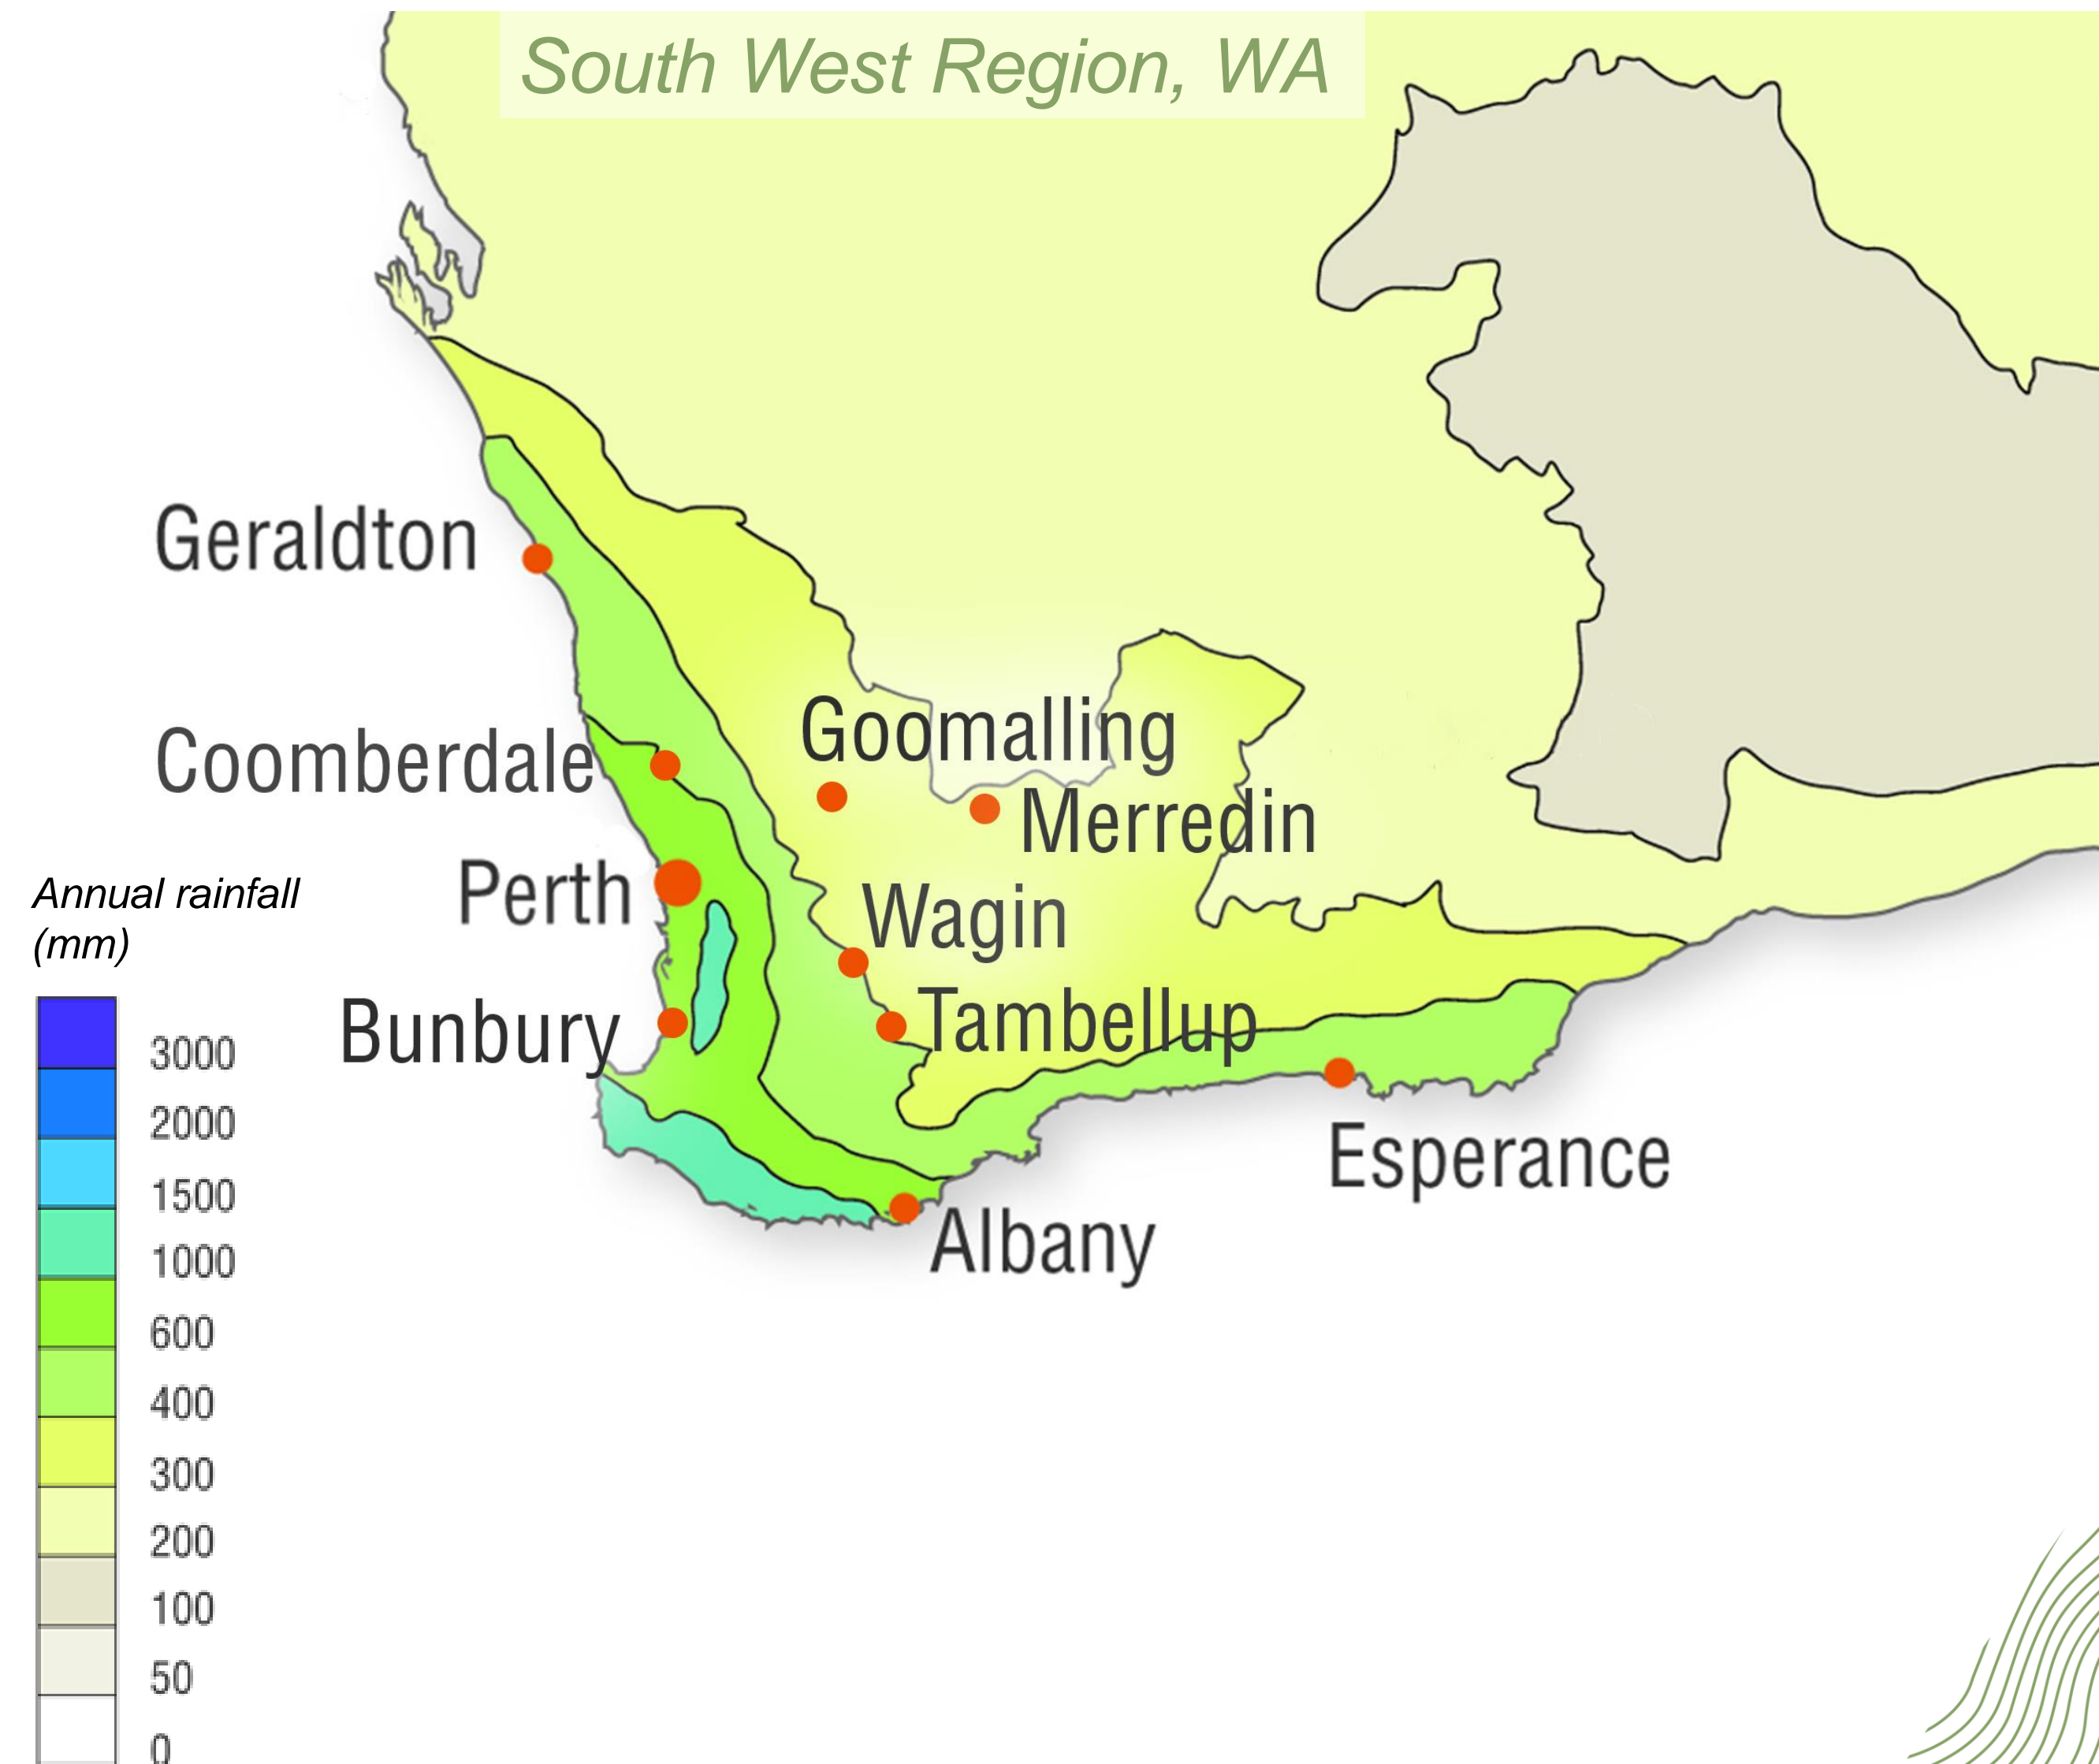 South West Region, WA
Geraldton
Goomalling
Coomberdale
Merredin
Perth
Wagin
Annual rainfall
(mm)
Tambellup
Bunbury
3000
2000
Esperance
1500
Albany
1000
600
400
300
200
100
50
0